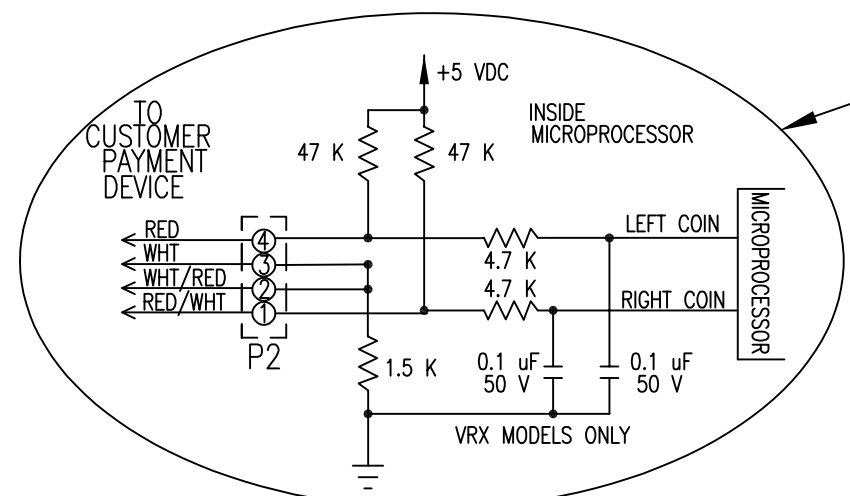 +5 VDC
TO
CUSTOMER
PAYMENT
DEVICE
INSIDE
MICROPROCESSOR
47 K
47 K
RED
WHT
WHT/RED
RED/WHT
4
3
2
1
P2
4.7 K
4.7 K
LEFT COIN
RIGHT COIN
MICROPROCESSOR
1.5 K
0.1 uF
50 V
0.1 uF
50 V
VRX MODELS ONLY